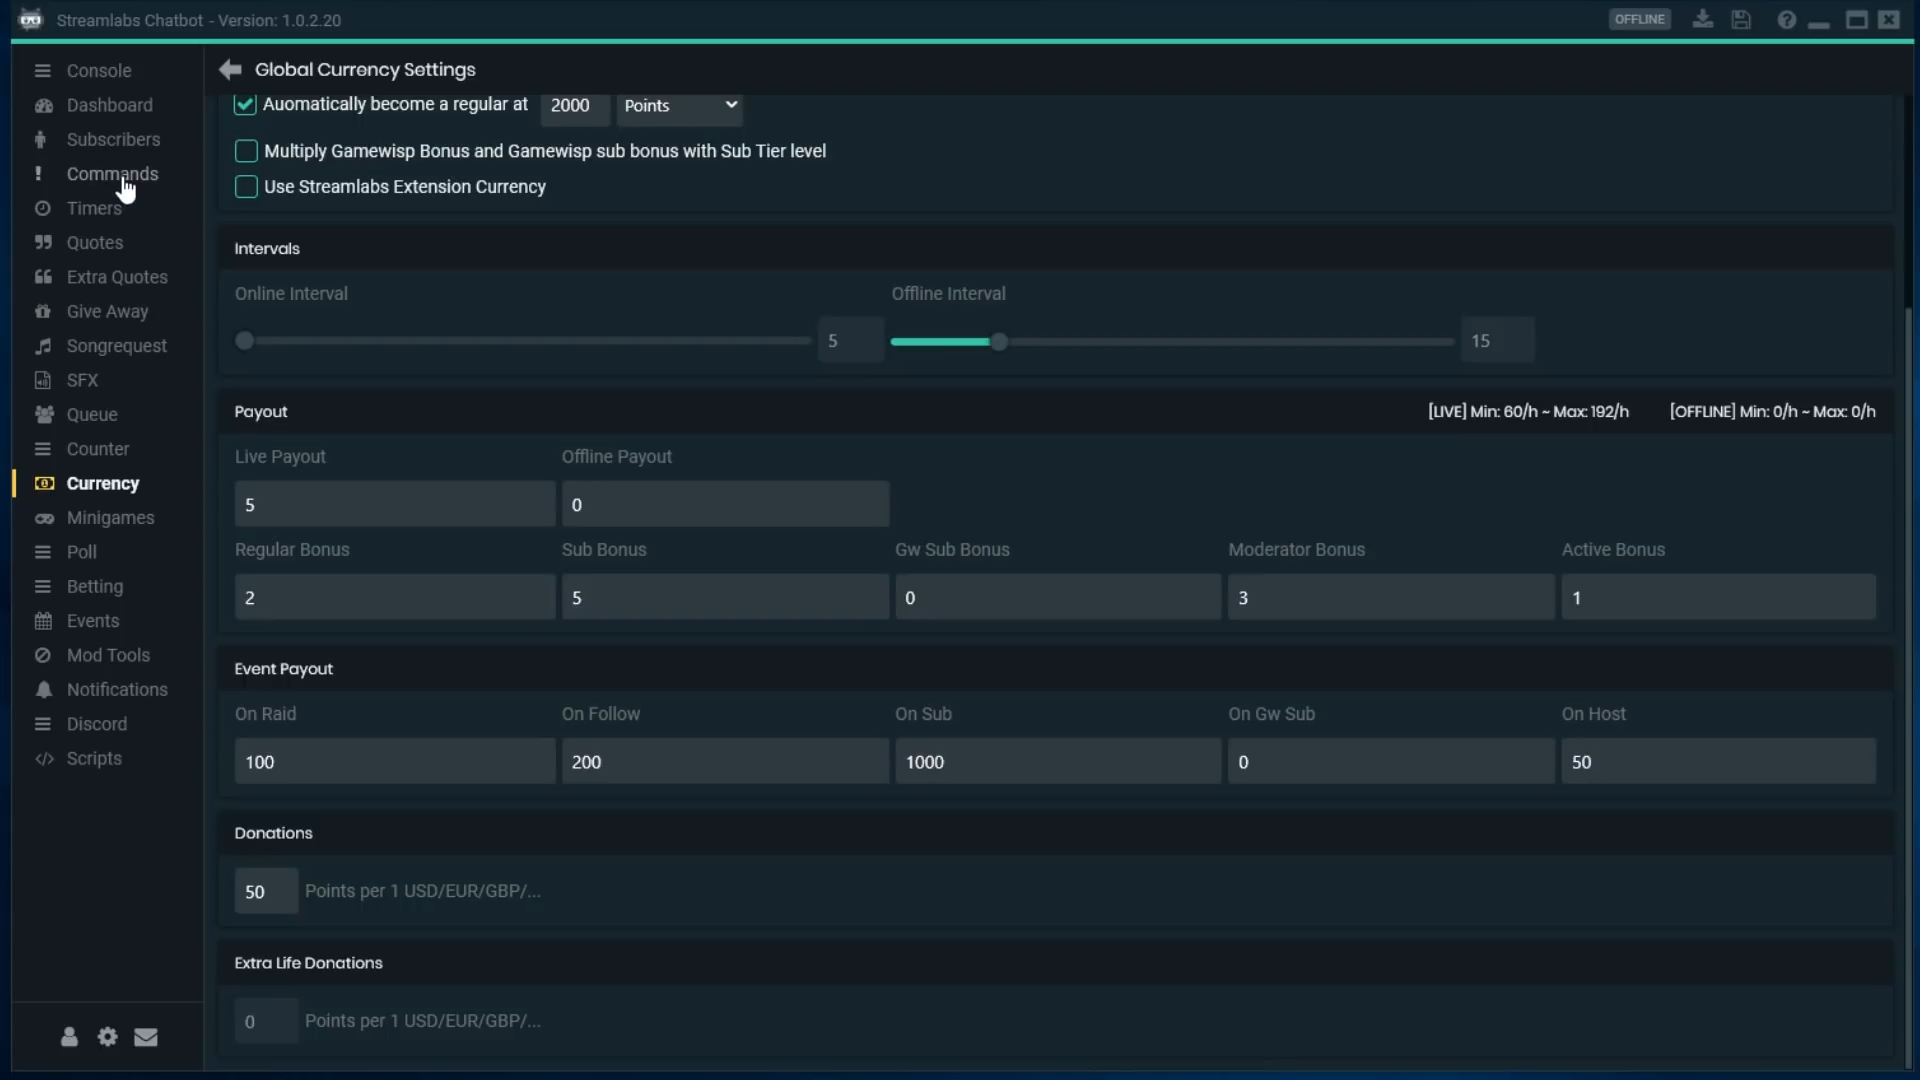 Streamlabs Chatbot - Version: 1.0.2.20
OFFLINE
Console
Dashboard
Subscribers
Commands
Timers
Quotes
Extra Quotes
Give Away
Songrequest
SFX
Queue
Counter
Currency
Minigames
Poll
Betting
Events
Mod Tools
Notifications
Discord
Scripts
Global Currency Settings
Auomatically become a regular at 2000 Points
Multiply Gamewisp Bonus and Gamewisp sub bonus with Sub Tier level
Use Streamlabs Extension Currency
Intervals
Online Interval Offline Interval
5 15
Payout [LIVE] Min: 60/h ~ Max: 192/h [OFFLINE] Min: 0/h ~ Max: 0/h
Live Payout Offline Payout
5 0
Regular Bonus Sub Bonus Gw Sub Bonus Moderator Bonus Active Bonus
2 5 0 3 1
Event Payout
On Raid On Follow On Sub On Gw Sub On Host
100 200 1000 0 50
Donations
50 Points per 1 USD/EUR/GBP/...
Extra Life Donations
0 Points per 1 USD/EUR/GBP/...